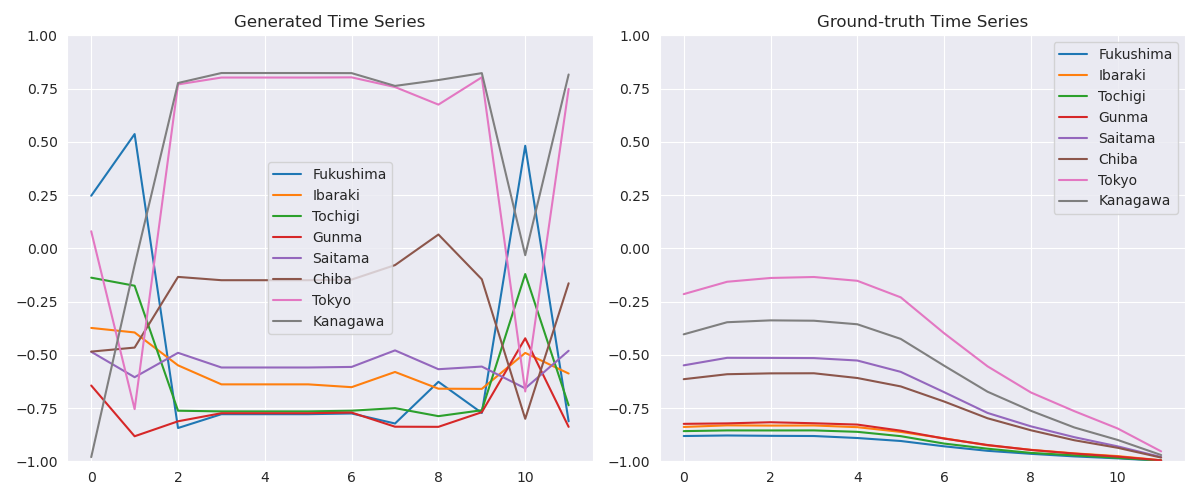 Generated Time Series
1.00
0.75
0.50
0.25
0.00
−0.25
−0.50
−0.75
−1.00
0 2 4 6 8 10
Fukushima
Ibaraki
Tochigi
Gunma
Saitama
Chiba
Tokyo
Kanagawa
Ground-truth Time Series
1.00
0.75
0.50
0.25
0.00
−0.25
−0.50
−0.75
−1.00
0 2 4 6 8 10
Fukushima
Ibaraki
Tochigi
Gunma
Saitama
Chiba
Tokyo
Kanagawa